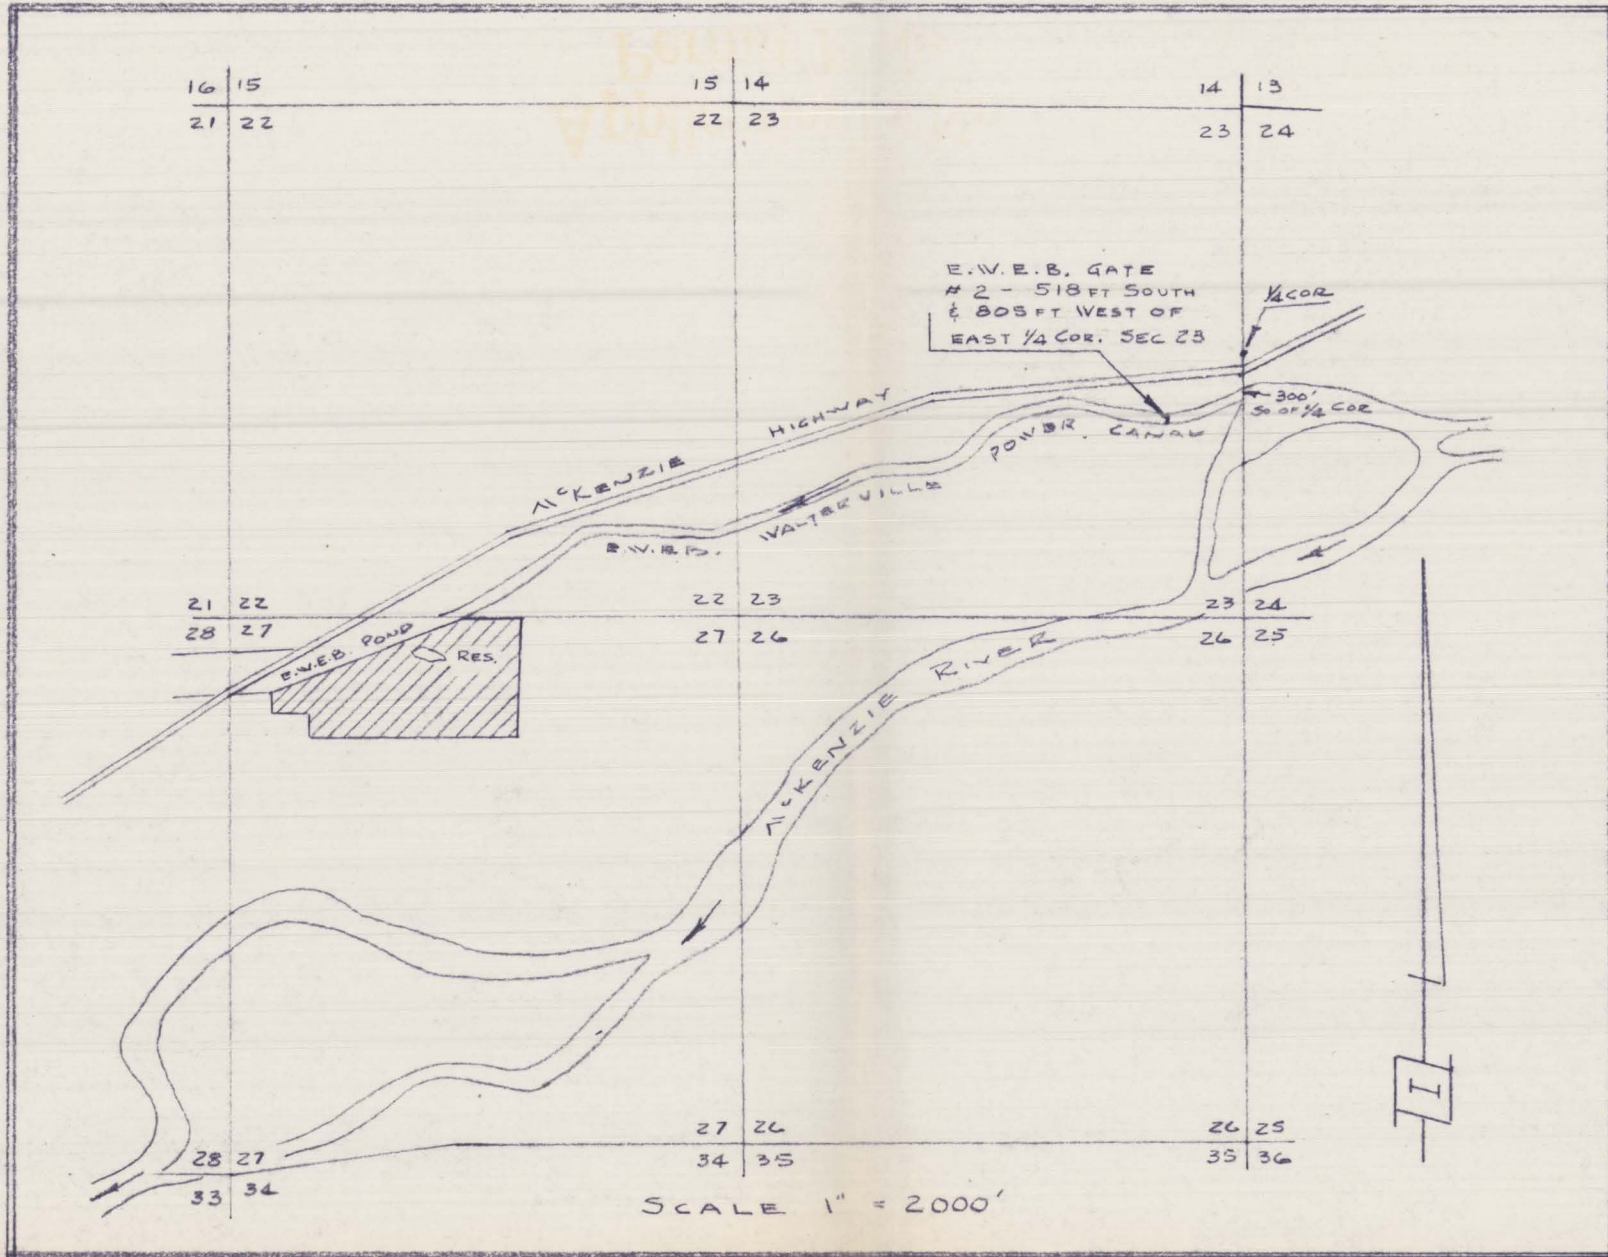 16 15
15 14
14 13
21 22
22 23
23 24
E.W.E.B. GATE
# 2 - 518 FT SOUTH
& 805 FT WEST OF
EAST 1/4 COR. SEC 23
1/4 COR
300'
SO OF 1/4 COR
McKENZIE HIGHWAY
E.W.E.B. WALTERVILLE POWER CANAL
21 22
22 23
23 24
28 27
27 26
26 25
E.W.E.B. POND
RES.
McKENZIE RIVER
27 26
26 25
28 27
34 35
35 36
33 34
SCALE 1" = 2000'